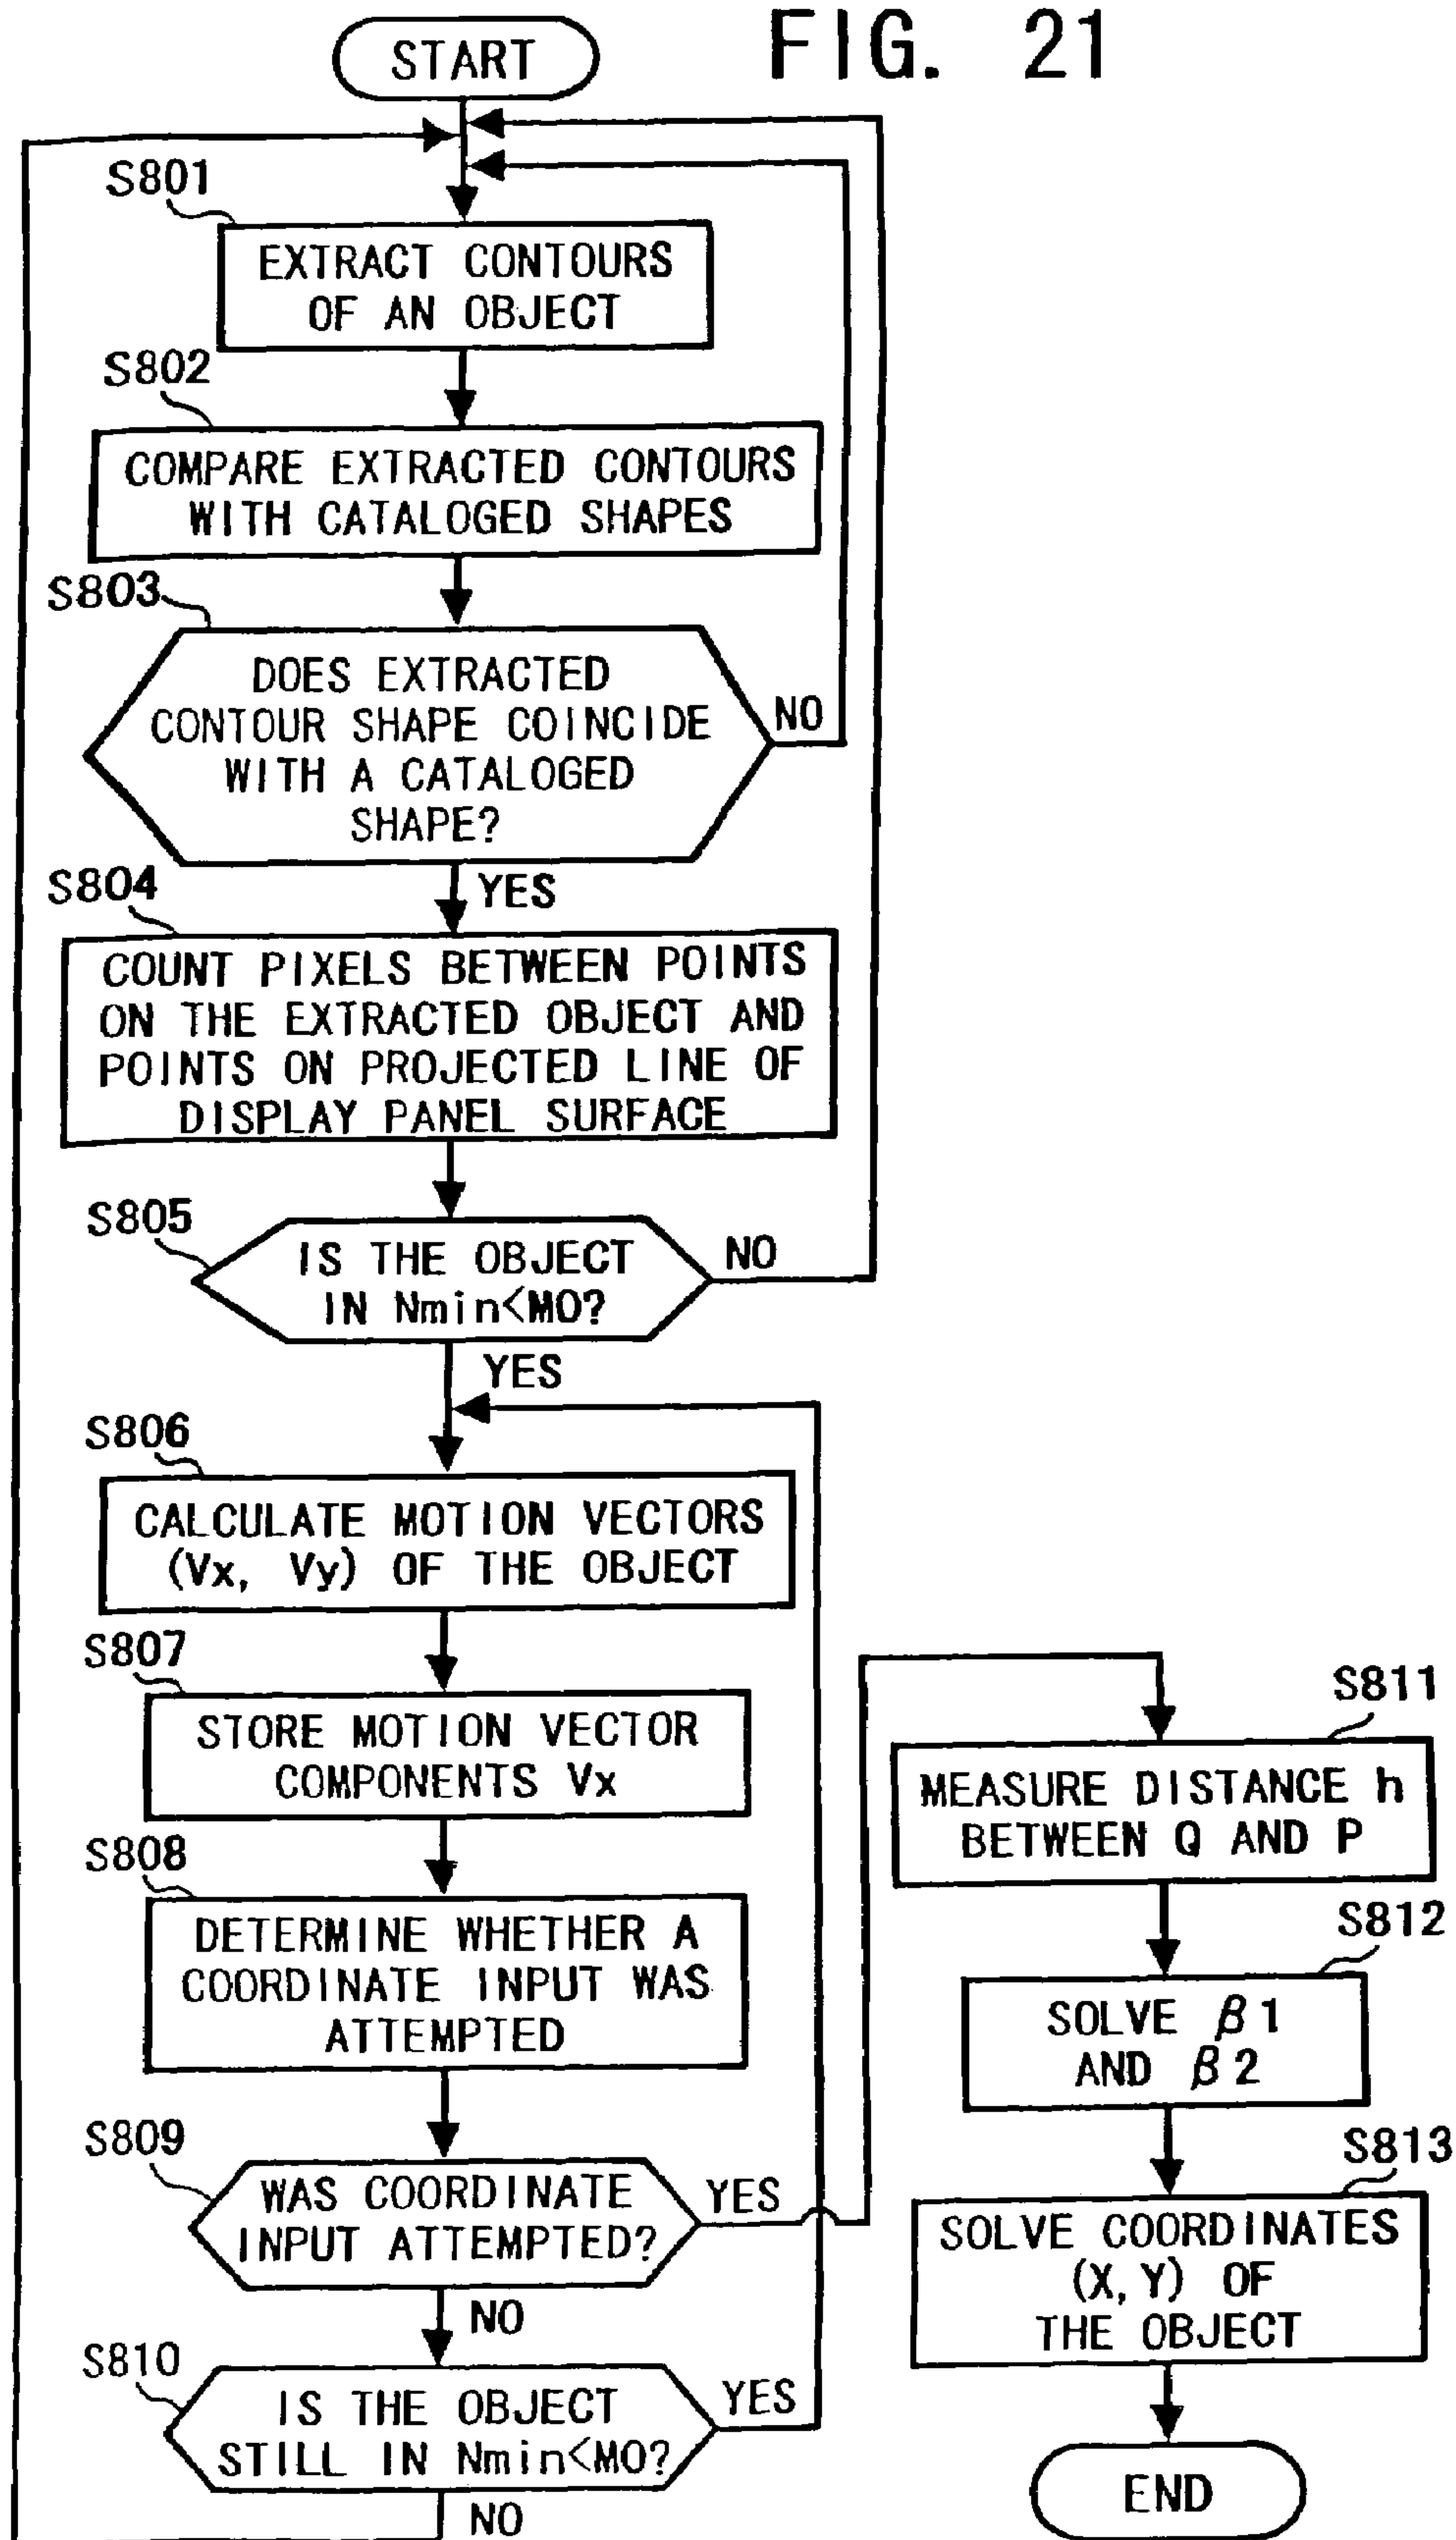 FIG. 21
START
S801
EXTRACT CONTOURS
OF AN OBJECT
S802
COMPARE EXTRACTED CONTOURS
WITH CATALOGED SHAPES
S803
DOES EXTRACTED
CONTOUR SHAPE COINCIDE
WITH A CATALOGED
SHAPE?
NO
YES
S804
COUNT PIXELS BETWEEN POINTS
ON THE EXTRACTED OBJECT AND
POINTS ON PROJECTED LINE OF
DISPLAY PANEL SURFACE
S805
IS THE OBJECT
IN Nmin<MO?
NO
YES
S806
CALCULATE MOTION VECTORS
(Vx, Vy) OF THE OBJECT
S807
STORE MOTION VECTOR
COMPONENTS Vx
S808
DETERMINE WHETHER A
COORDINATE INPUT WAS
ATTEMPTED
S809
WAS COORDINATE
INPUT ATTEMPTED?
YES
NO
S810
IS THE OBJECT
STILL IN Nmin<MO?
YES
NO
S811
MEASURE DISTANCE h
BETWEEN Q AND P
S812
SOLVE β1
AND β2
S813
SOLVE COORDINATES
(X, Y) OF
THE OBJECT
END